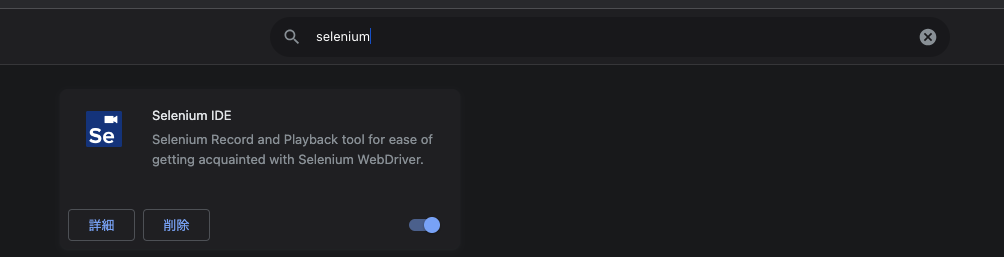 selenium
Se
Selenium IDE
Selenium Record and Playback tool for ease of
getting acquainted with Selenium WebDriver.
詳細 削除